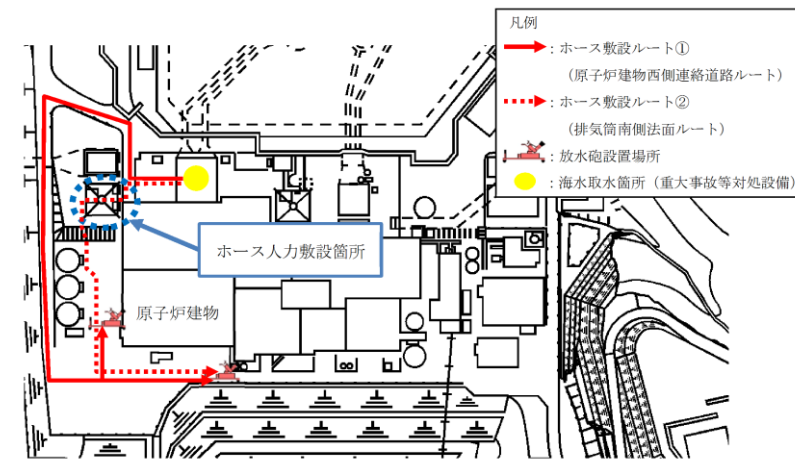 凡例
：ホース敷設ルート①
（原子炉建物西側連絡道路ルート）
：ホース敷設ルート②
（排気筒南側法面ルート）
：放水砲設置場所
：海水取水箇所（重大事故等対処設備）
ホース人力敷設箇所
原子炉建物